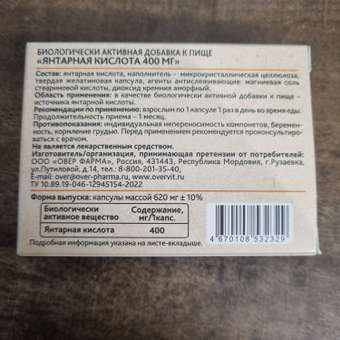 БИОЛОГИЧЕСКИ АКТИВНАЯ ДОБАВКА К ПИЩЕ
«ЯНТАРНАЯ КИСЛОТА 400 МГ»
Состав: янтарная кислота, наполнитель - микрокристаллическая целлюлоза,
твердая желатиновая капсула, агенты антислеживающие: магниевая соль
стеариновой кислоты, диоксид кремния аморфный.
Область применения: в качестве биологически активной добавки к пище –
источника янтарной кислоты.
Рекомендации по применению: взрослым по 1 капсуле 1 раз в день во время еды.
Продолжительность приема – 1 месяц.
Противопоказания: индивидуальная непереносимость компонентов, беременность, кормление грудью. Перед применением рекомендуется проконсультироваться
с врачом.
Не является лекарственным средством.
Изготовитель/организация, принимающая претензии от потребителей:
ООО «ОВЕР ФАРМА», Россия, 431443, Республика Мордовия, г.Рузаевка,
ул.Путиловой, д.14, тел. 8-800-201-35-40,
E-mail: over@over-pharma.ru, www.overvit.ru
ТУ 10.89.19-046-12945154-2022
Форма выпуска: капсулы массой 620 мг ± 10%
Биологически активное вещество
Содержание, мг/1капс.
Янтарная кислота 400
4 670108 532329
Подробная информация указана на листе-вкладыше.